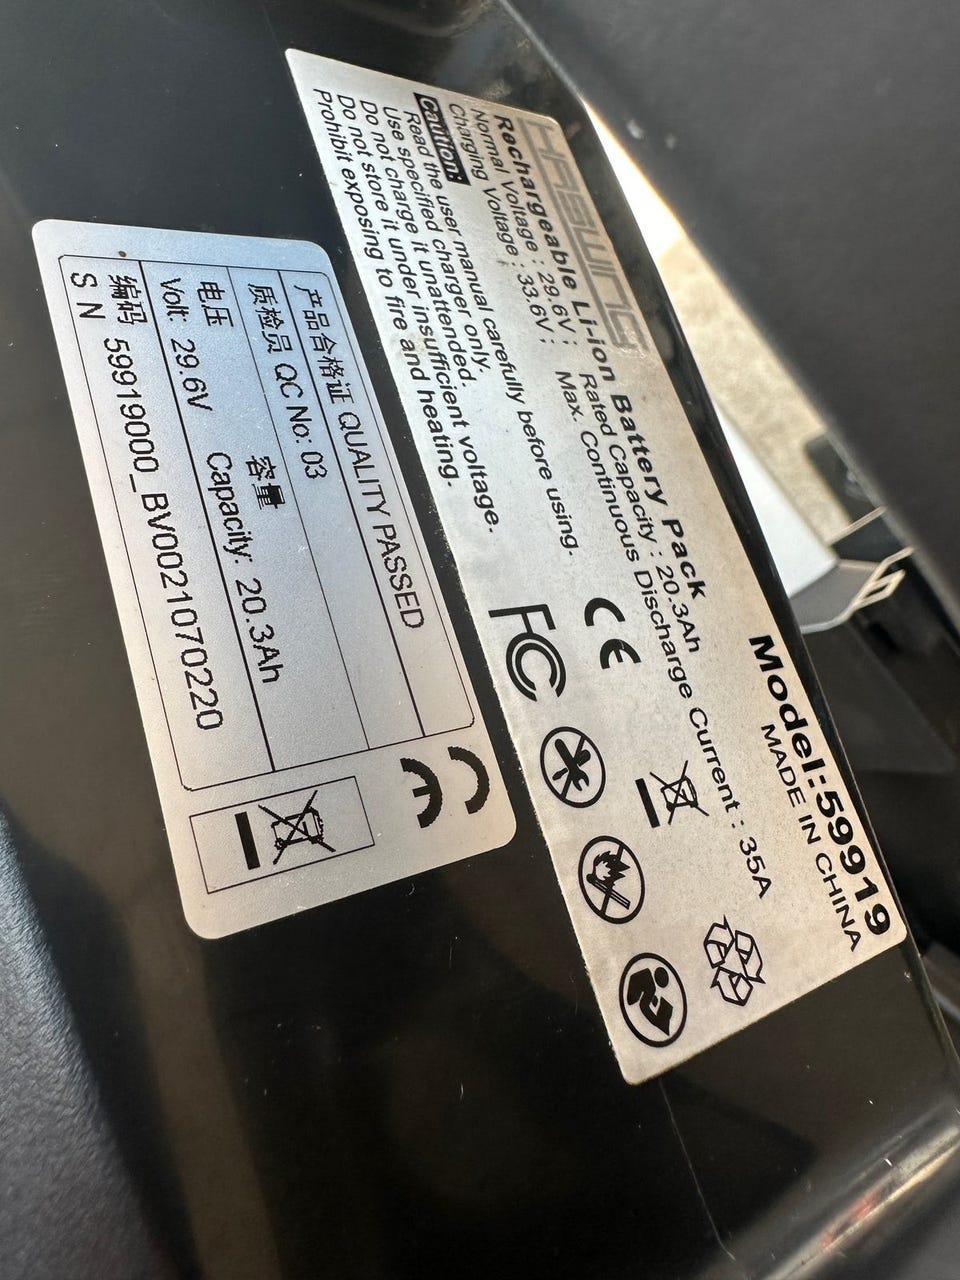 HASWING
Rechargeable Li-ion Battery Pack
Model:59919
MADE IN CHINA
Normal Voltage : 29.6V ; Rated Capacity : 20.3Ah
Charging Voltage : 33.6V ; Max. Continuous Discharge Current : 35A
Caution:
Read the user manual carefully before using.
Use specified charger only.
Do not charge it unattended.
Do not store it under insufficient voltage.
Prohibit exposing to fire and heating.
CE
FC
产品合格证 QUALITY PASSED
质检员 QC No: 03
电压 容量
Volt: 29.6V Capacity: 20.3Ah
编码 59919000_BV0021070220
S N
CE